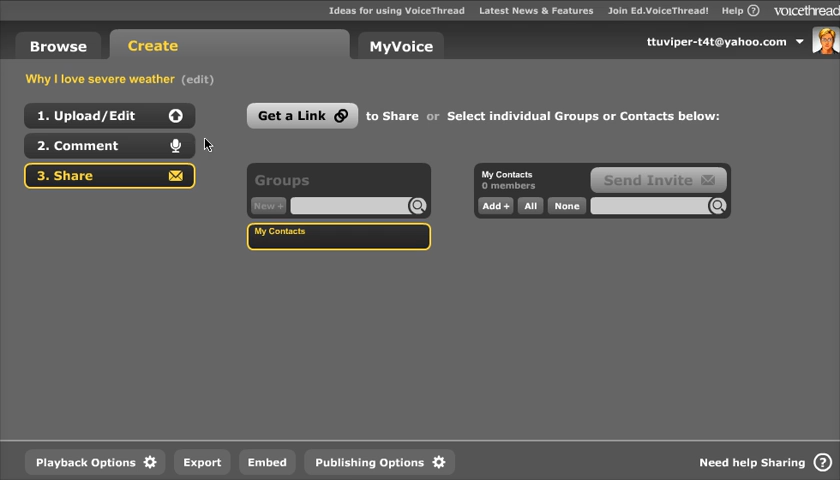 Ideas for using VoiceThread Latest News & Features Join Ed.VoiceThread! Help ? voicethread
Browse Create MyVoice ttuviper-t4t@yahoo.com
Why I love severe weather (edit)
1. Upload/Edit
2. Comment
3. Share
Get a Link to Share or Select individual Groups or Contacts below:
Groups
New +
My Contacts
My Contacts
0 members
Send Invite
Add + All None
Playback Options Export Embed Publishing Options Need help Sharing ?